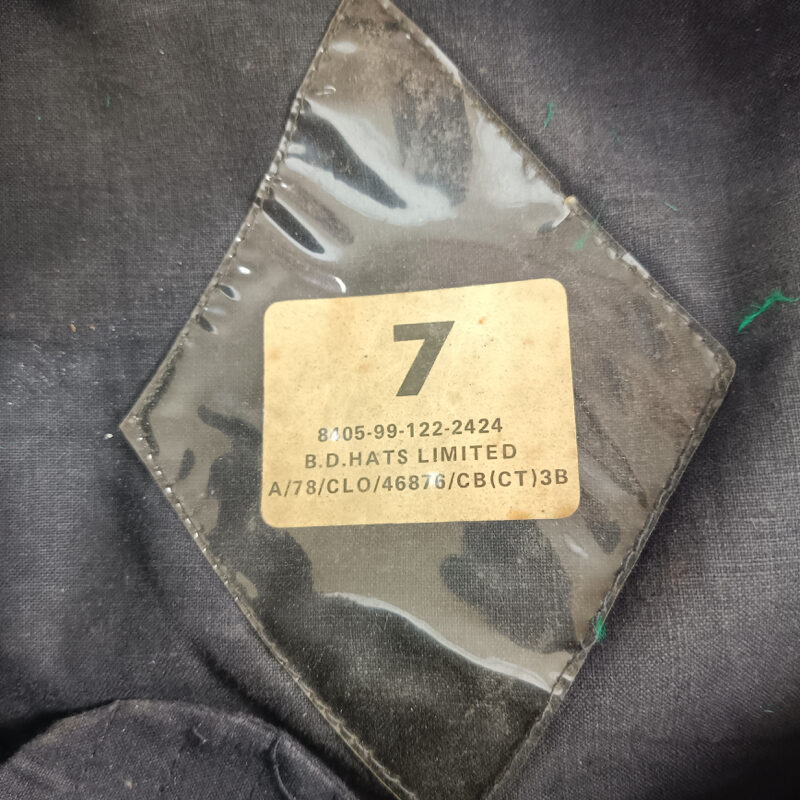 7
8405-99-122-2424
B.D.HATS LIMITED
A/78/CLO/46876/CB(CT)3B